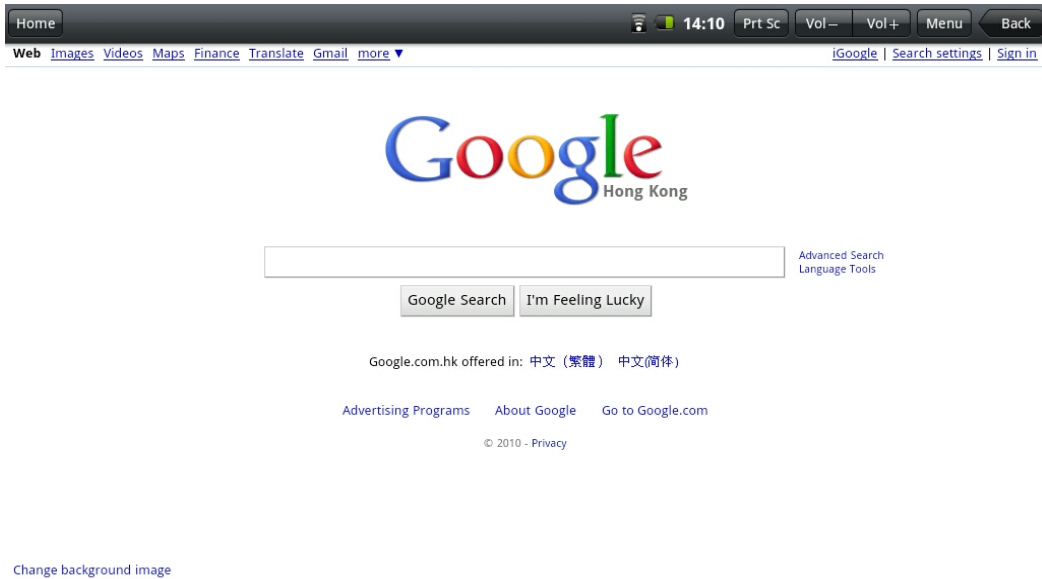 Home 14:10 Prt Sc Vol− Vol+ Menu Back
Web Images Videos Maps Finance Translate Gmail more ▼ iGoogle | Search settings | Sign in
Google
Hong Kong
Advanced Search
Language Tools
Google Search I'm Feeling Lucky
Google.com.hk offered in: 中文（繁體） 中文(简体)
Advertising Programs About Google Go to Google.com
© 2010 - Privacy
Change background image